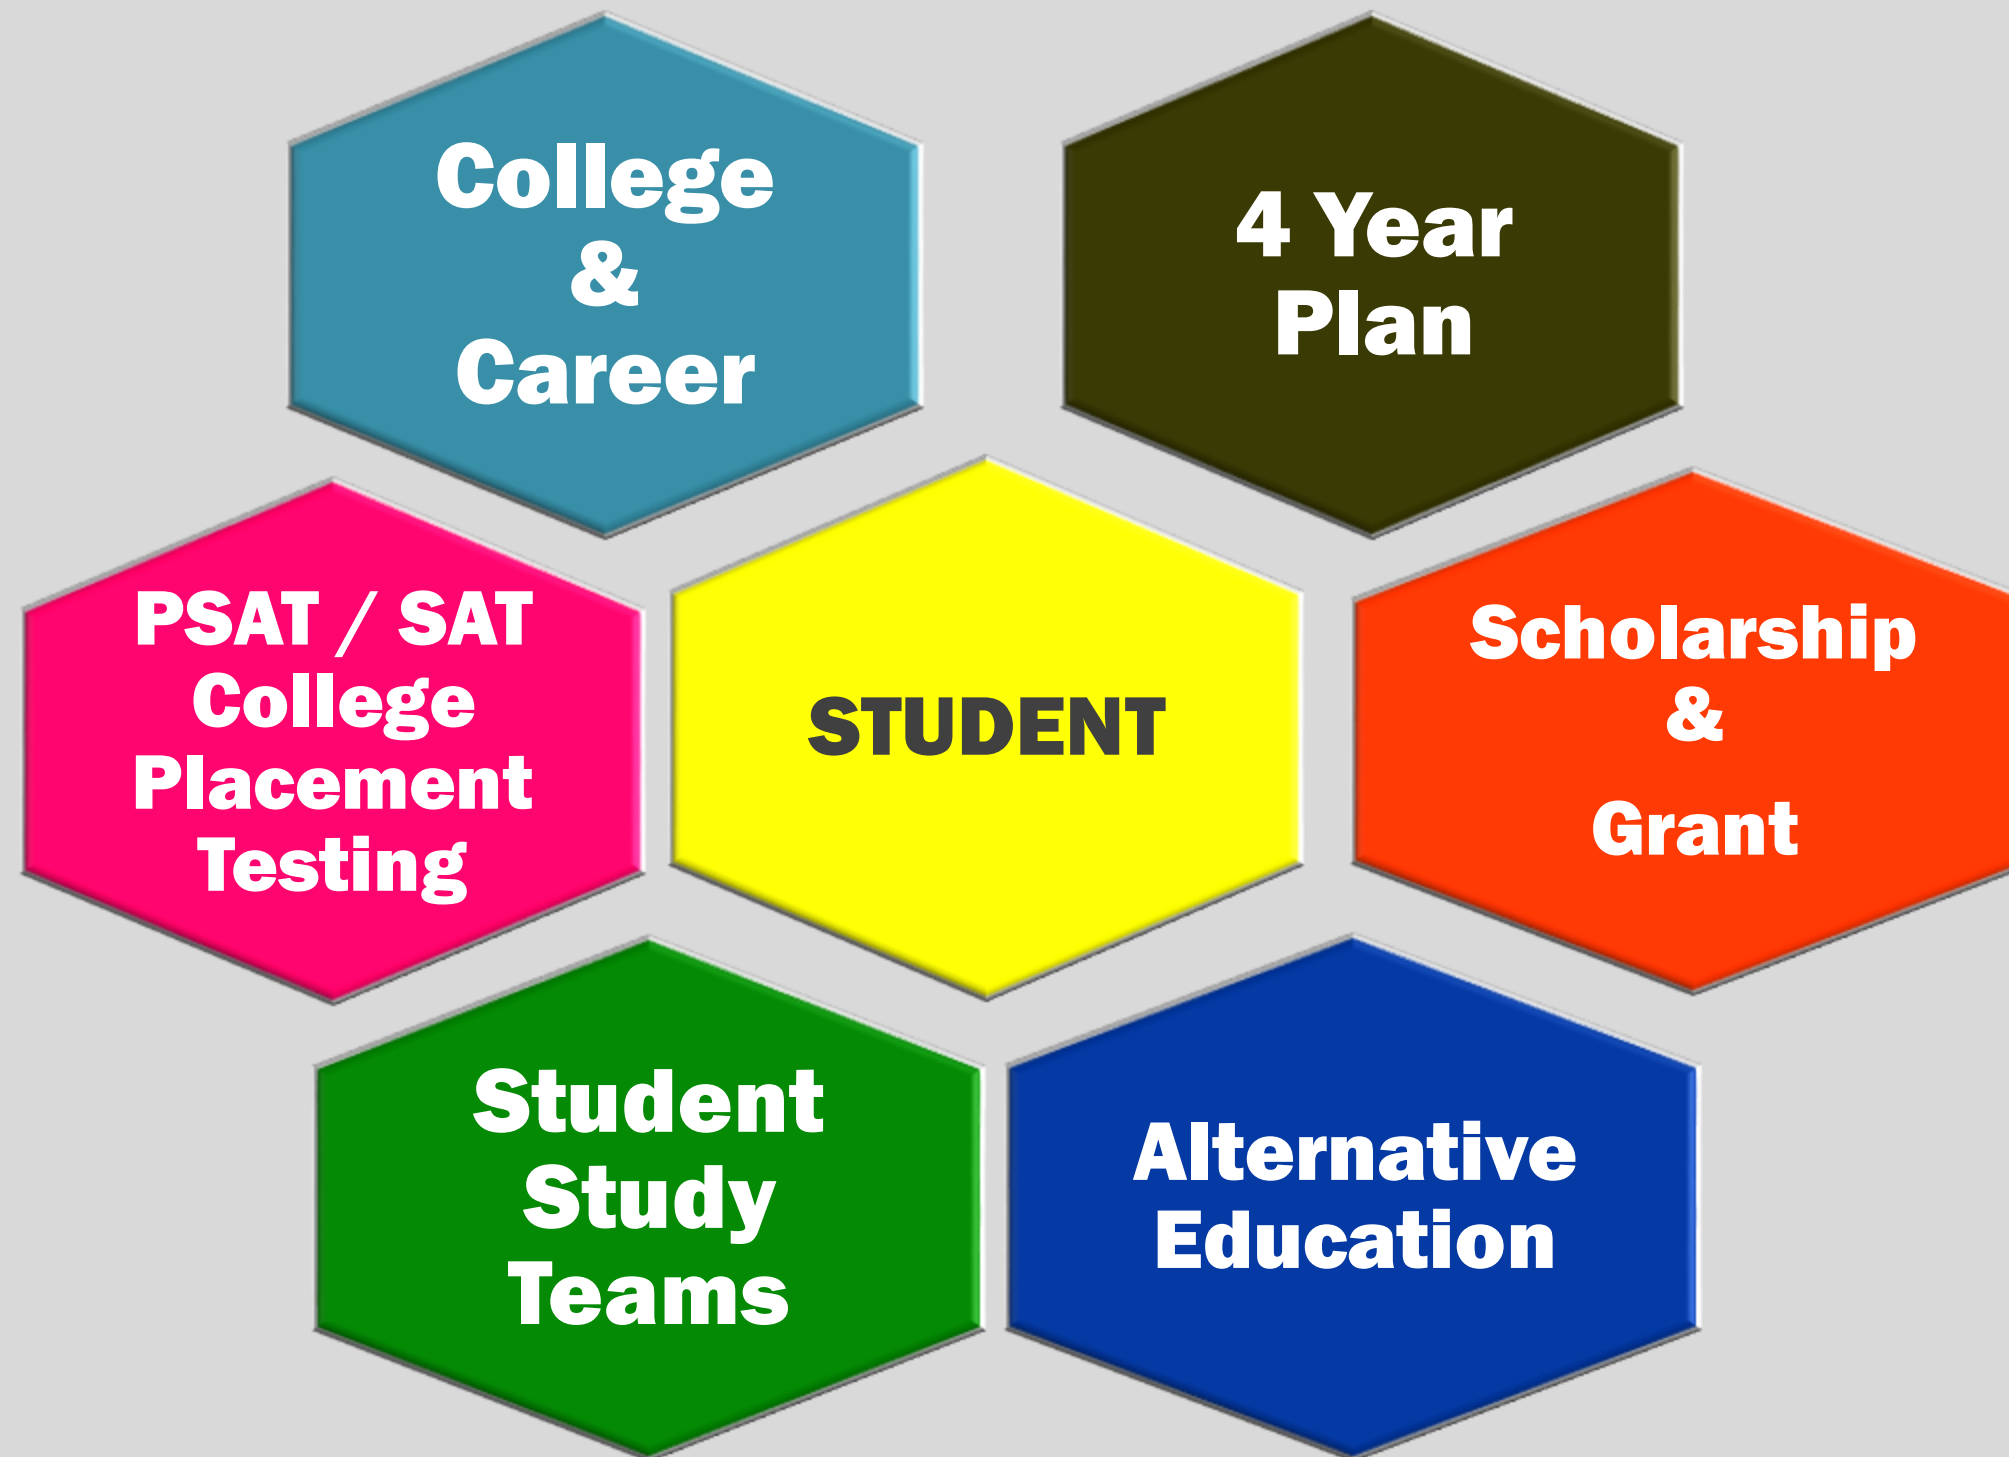 College
&
Career
4 Year
Plan
PSAT / SAT
College
Placement
Testing
STUDENT
Scholarship
&
Grant
Student
Study
Teams
Alternative
Education